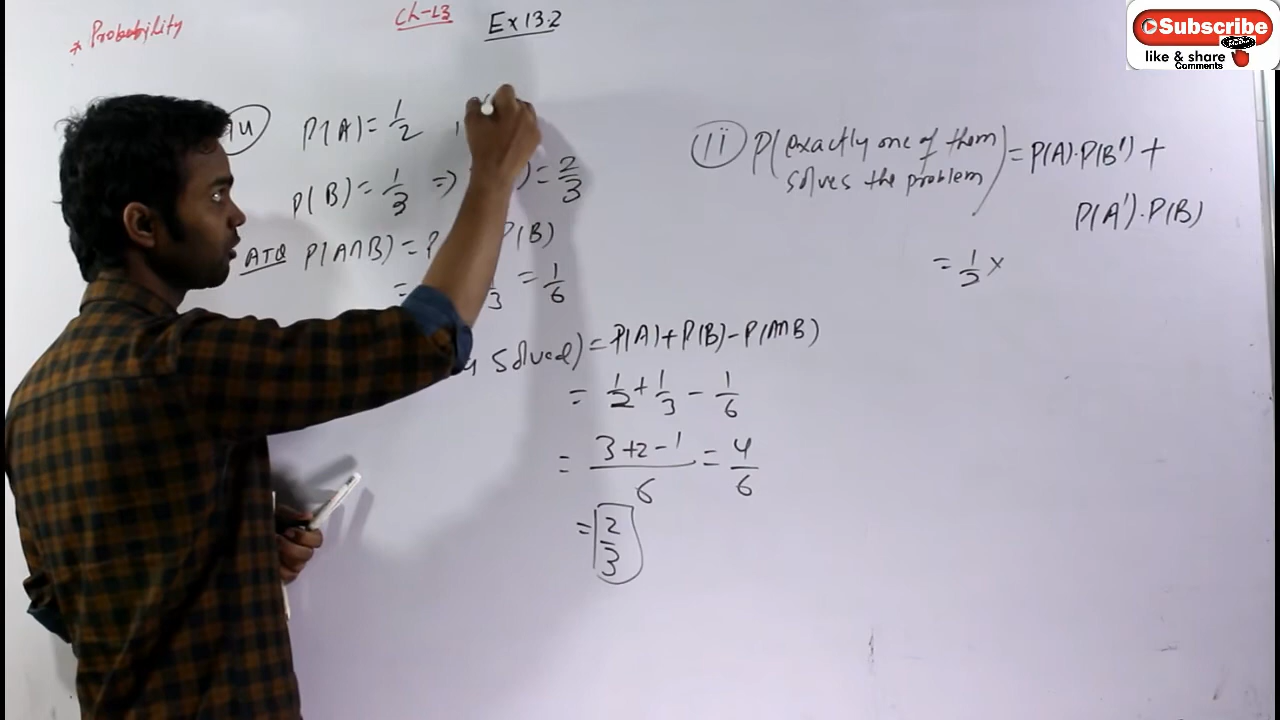 * Probability
Ch-13
Ex 13.2
P(A) = 1/2
P(B) = 1/3 => ) = 2/3
ATQ P(A∩B) = P P(B)
= 3 = 1/6
Solved) = P(A) + P(B) - P(A∩B)
= 1/2 + 1/3 - 1/6
= 3+2-1/6 = 4/6
= 2/3
ii P(exactly one of them solves the problem) = P(A).P(B') +
P(A').P(B)
= 1/2 ×
Subscribe
like & share
Comments